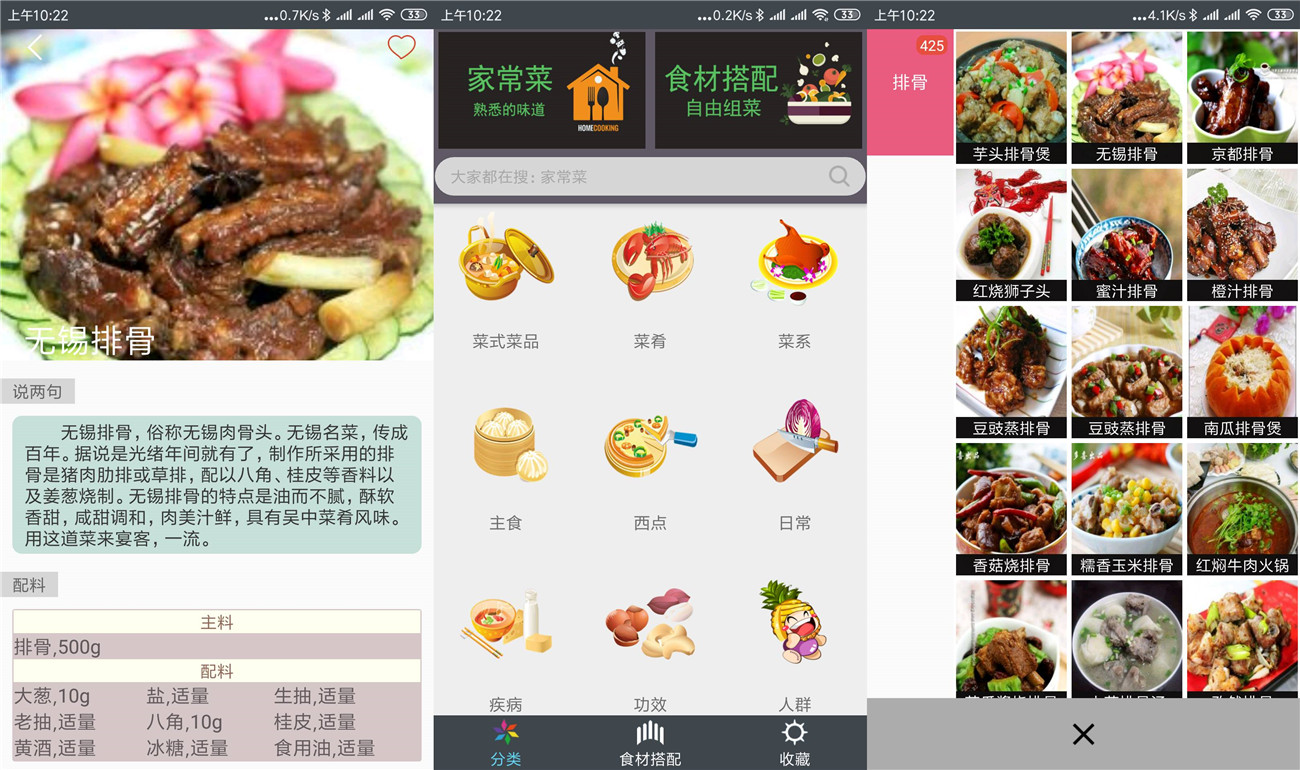 上午10:22
...0.7K/s
33
无锡排骨
说两句
无锡排骨，俗称无锡肉骨头。无锡名菜，传成
百年。据说是光绪年间就有了，制作所采用的排
骨是猪肉肋排或草排，配以八角、桂皮等香料以
及姜葱烧制。无锡排骨的特点是油而不腻，酥软
香甜，咸甜调和，肉美汁鲜，具有吴中菜肴风味。
用这道菜来宴客，一流。
配料
主料
排骨,500g
配料
大葱,10g 盐,适量 生抽,适量
老抽,适量 八角,10g 桂皮,适量
黄酒,适量 冰糖,适量 食用油,适量
上午10:22
...0.2K/s
33
家常菜
熟悉的味道
HOMECOOKING
食材搭配
自由组菜
大家都在搜: 家常菜
菜式菜品 菜肴 菜系
主食 西点 日常
疾病 功效 人群
分类 食材搭配 收藏
上午10:22
...4.1K/s
33
425
排骨
芋头排骨煲 无锡排骨 京都排骨
红烧狮子头 蜜汁排骨 橙汁排骨
豆豉蒸排骨 豆豉蒸排骨 南瓜排骨煲
香菇烧排骨 糯香玉米排骨 红焖牛肉火锅